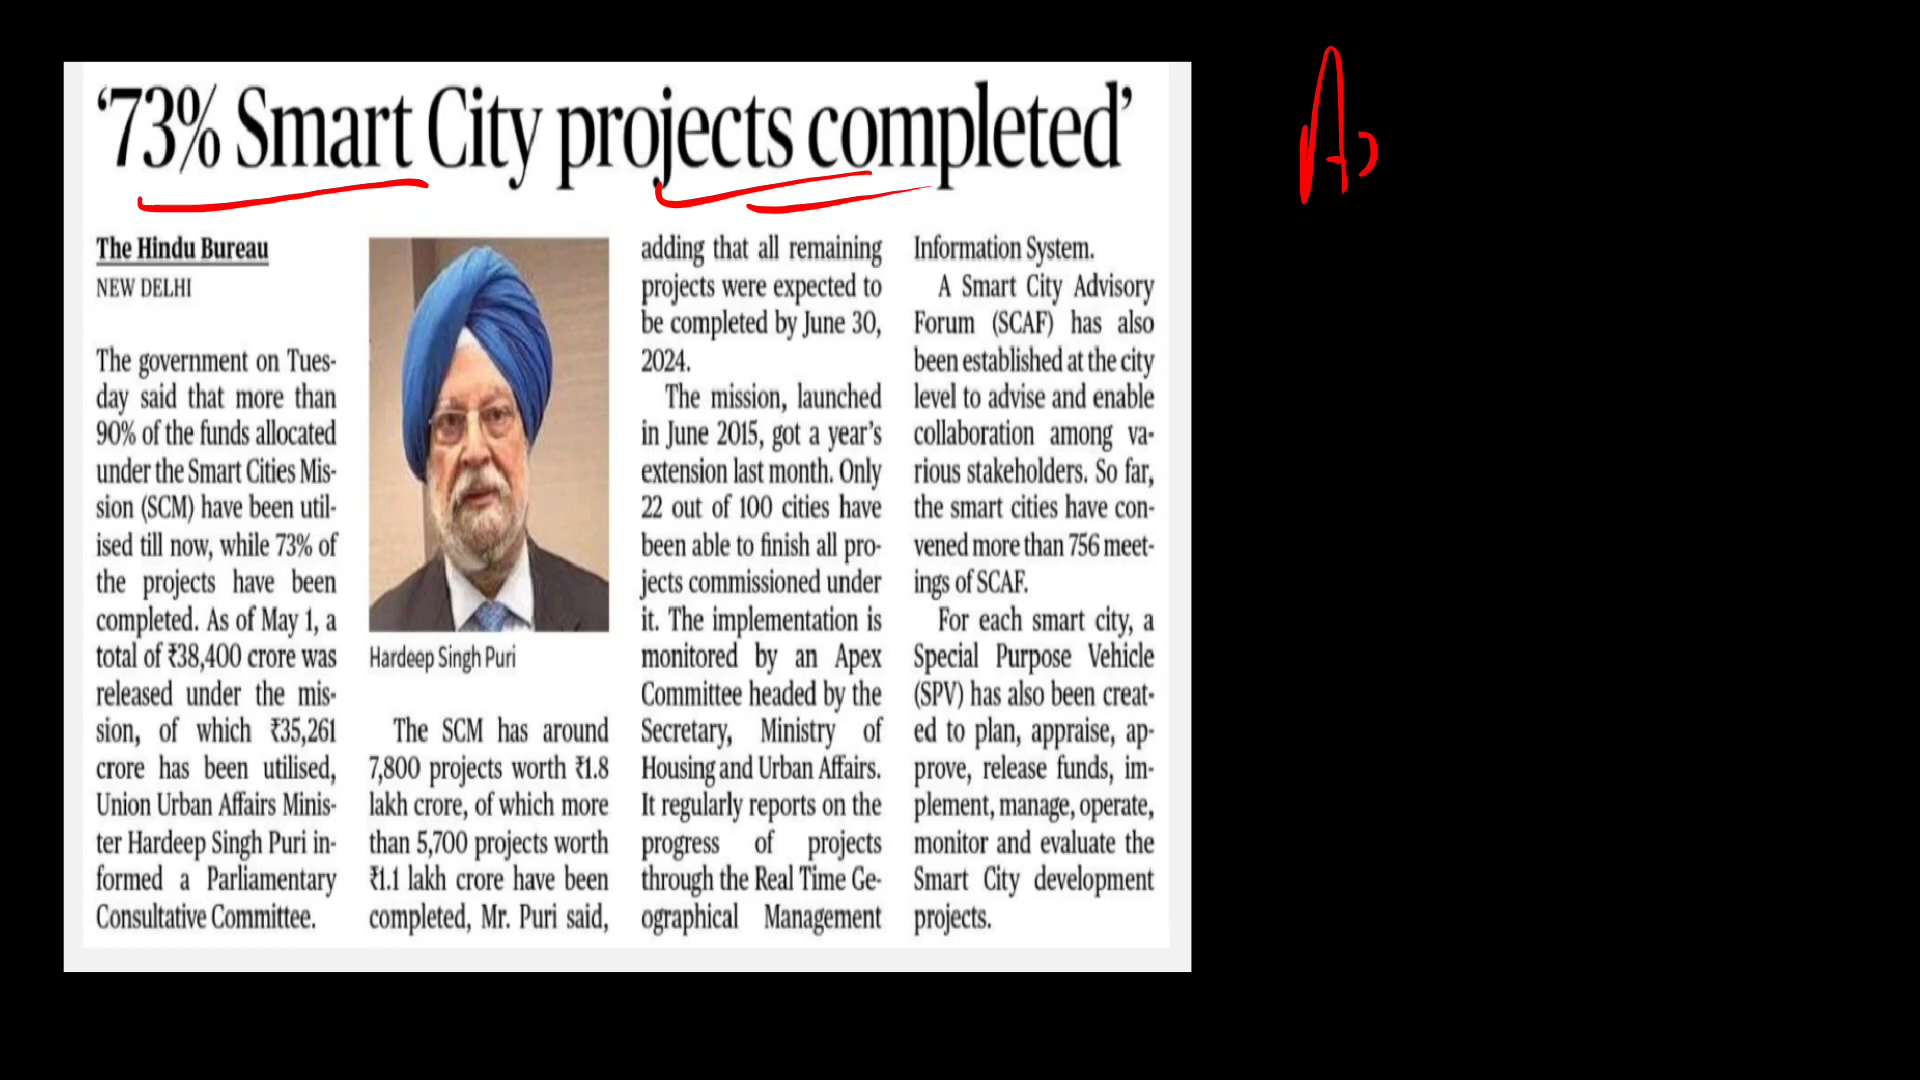 ‘73% Smart City projects completed’
The Hindu Bureau
NEW DELHI
The government on Tues-
day said that more than
90% of the funds allocated
under the Smart Cities Mis-
sion (SCM) have been util-
ised till now, while 73% of
the projects have been
completed. As of May 1, a
total of ₹38,400 crore was
released under the mis-
sion, of which ₹35,261
crore has been utilised,
Union Urban Affairs Minis-
ter Hardeep Singh Puri in-
formed a Parliamentary
Consultative Committee.
Hardeep Singh Puri
The SCM has around
7,800 projects worth ₹1.8
lakh crore, of which more
than 5,700 projects worth
₹1.1 lakh crore have been
completed, Mr. Puri said,
adding that all remaining
projects were expected to
be completed by June 30,
2024.
The mission, launched
in June 2015, got a year’s
extension last month. Only
22 out of 100 cities have
been able to finish all pro-
jects commissioned under
it. The implementation is
monitored by an Apex
Committee headed by the
Secretary, Ministry of
Housing and Urban Affairs.
It regularly reports on the
progress of projects
through the Real Time Ge-
ographical Management
Information System.
A Smart City Advisory
Forum (SCAF) has also
been established at the city
level to advise and enable
collaboration among va-
rious stakeholders. So far,
the smart cities have con-
vened more than 756 meet-
ings of SCAF.
For each smart city, a
Special Purpose Vehicle
(SPV) has also been creat-
ed to plan, appraise, ap-
prove, release funds, im-
plement, manage, operate,
monitor and evaluate the
Smart City development
projects.